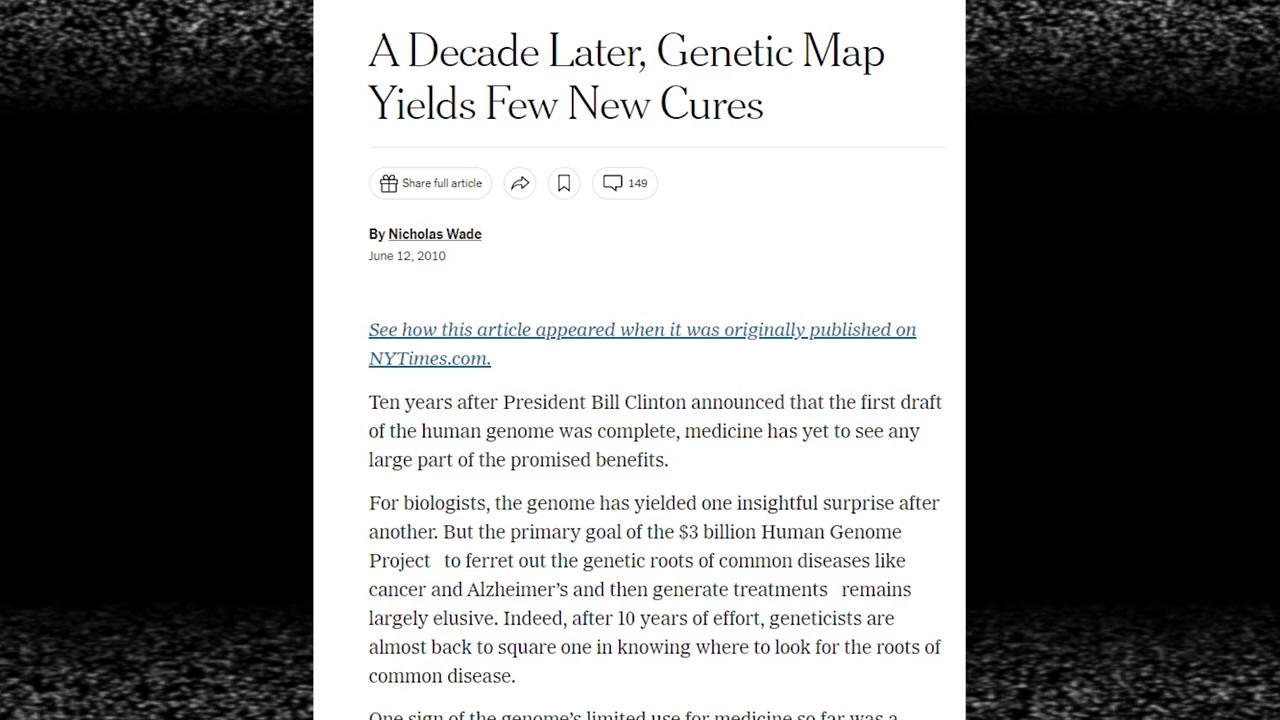 A Decade Later, Genetic Map
Yields Few New Cures
Share full article
149
By Nicholas Wade
June 12, 2010
See how this article appeared when it was originally published on
NYTimes.com.
Ten years after President Bill Clinton announced that the first draft
of the human genome was complete, medicine has yet to see any
large part of the promised benefits.
For biologists, the genome has yielded one insightful surprise after
another. But the primary goal of the $3 billion Human Genome
Project   to ferret out the genetic roots of common diseases like
cancer and Alzheimer’s and then generate treatments   remains
largely elusive. Indeed, after 10 years of effort, geneticists are
almost back to square one in knowing where to look for the roots of
common disease.
One sign of the genome’s limited use for medicine so far was a